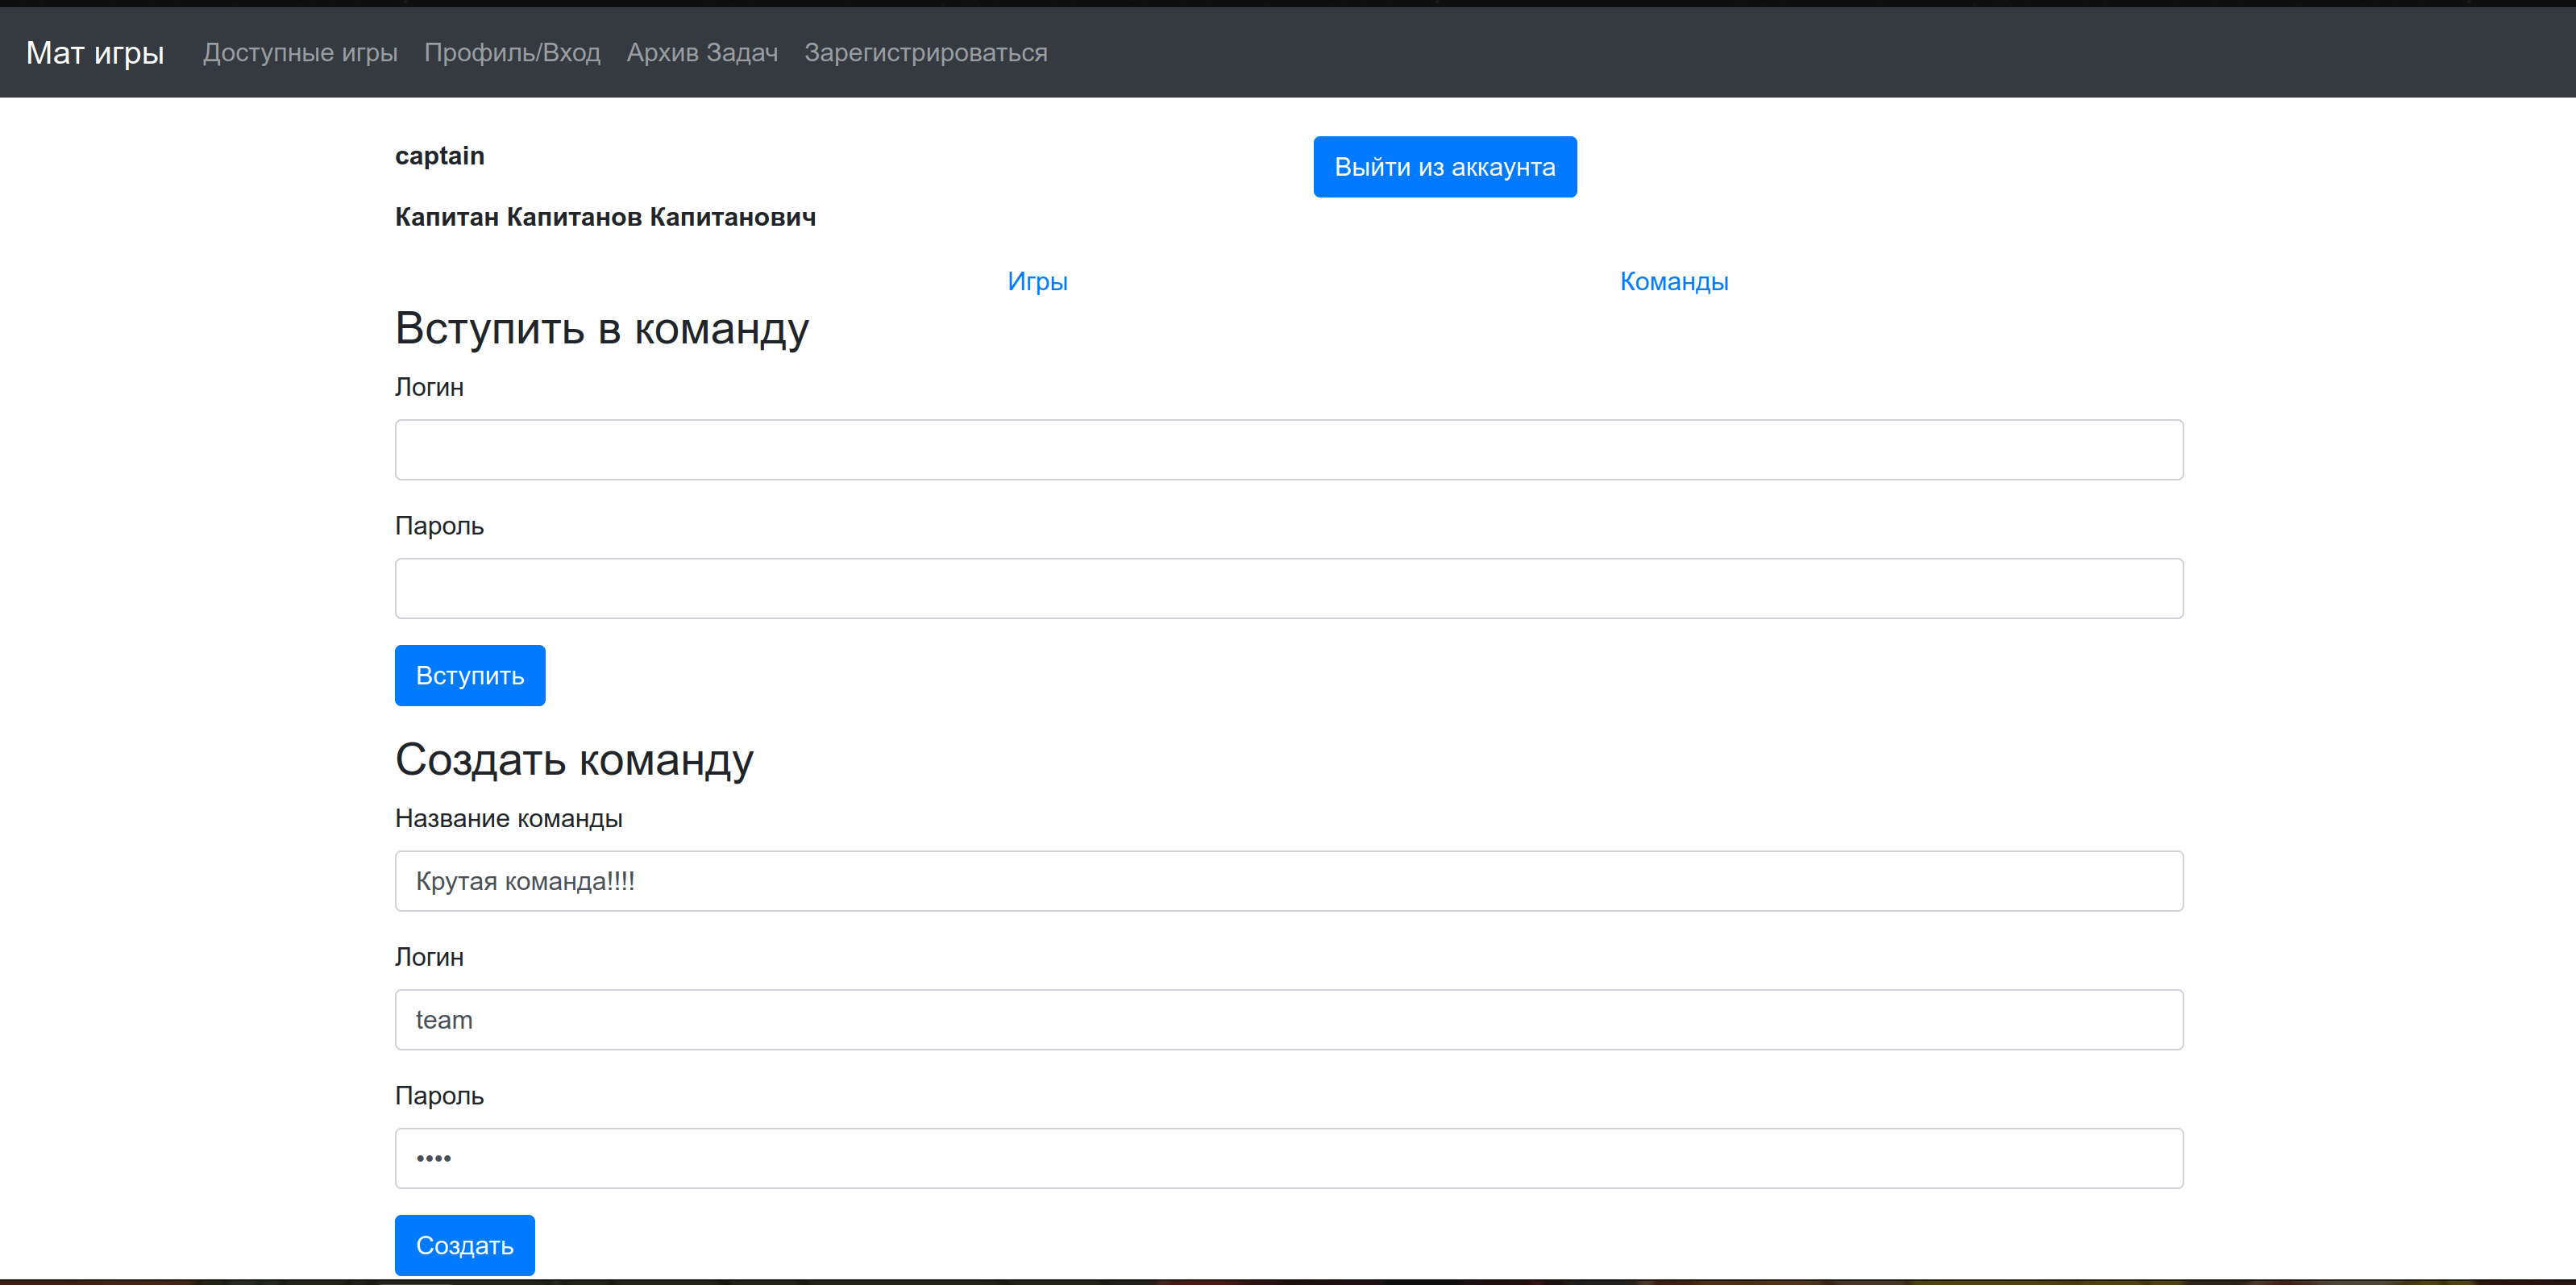 Мат игры Доступные игры Профиль/Вход Архив Задач Зарегистрироваться
captain
Выйти из аккаунта
Капитан Капитанов Капитанович
Игры Команды
Вступить в команду
Логин
Пароль
Вступить
Создать команду
Название команды
Крутая команда!!!!
Логин
team
Пароль
••••
Создать